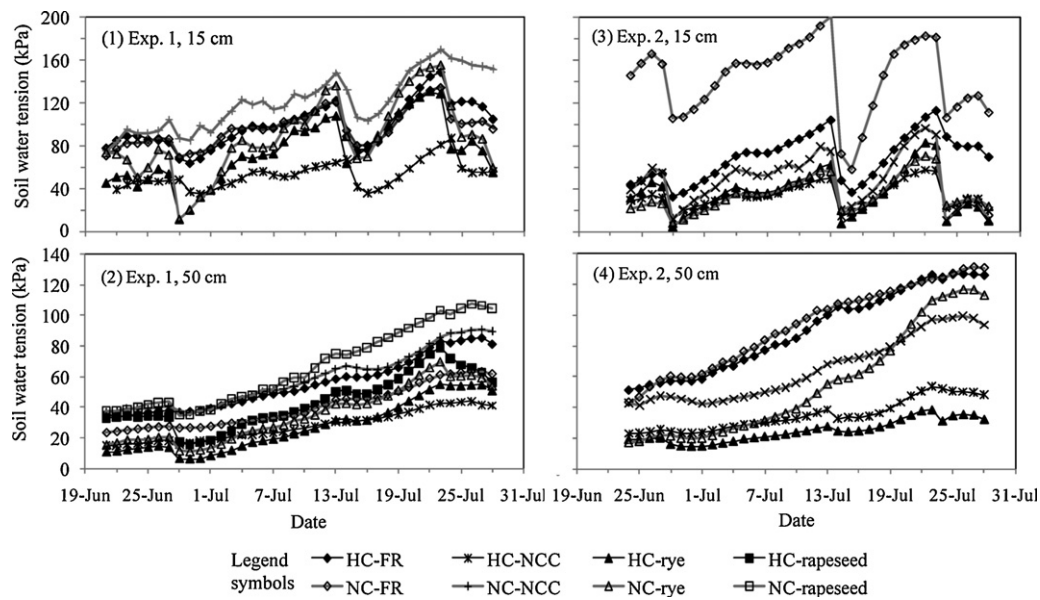 (1) Exp. 1, 15 cm
Soil water tension (kPa)
200
160
120
80
40
0
(3) Exp. 2, 15 cm
(2) Exp. 1, 50 cm
Soil water tension (kPa)
140
120
100
80
60
40
20
0
19-Jun 25-Jun 1-Jul 7-Jul 13-Jul 19-Jul 25-Jul 31-Jul
Date
(4) Exp. 2, 50 cm
19-Jun 25-Jun 1-Jul 7-Jul 13-Jul 19-Jul 25-Jul 31-Jul
Date
Legend symbols
HC-FR HC-NCC HC-rye HC-rapeseed
NC-FR NC-NCC NC-rye NC-rapeseed